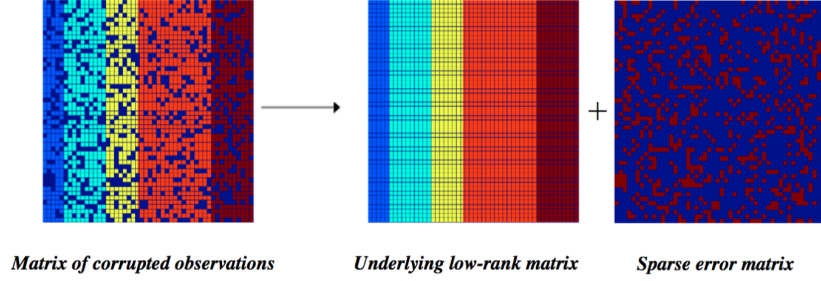 +
Matrix of corrupted observations
Underlying low-rank matrix
Sparse error matrix